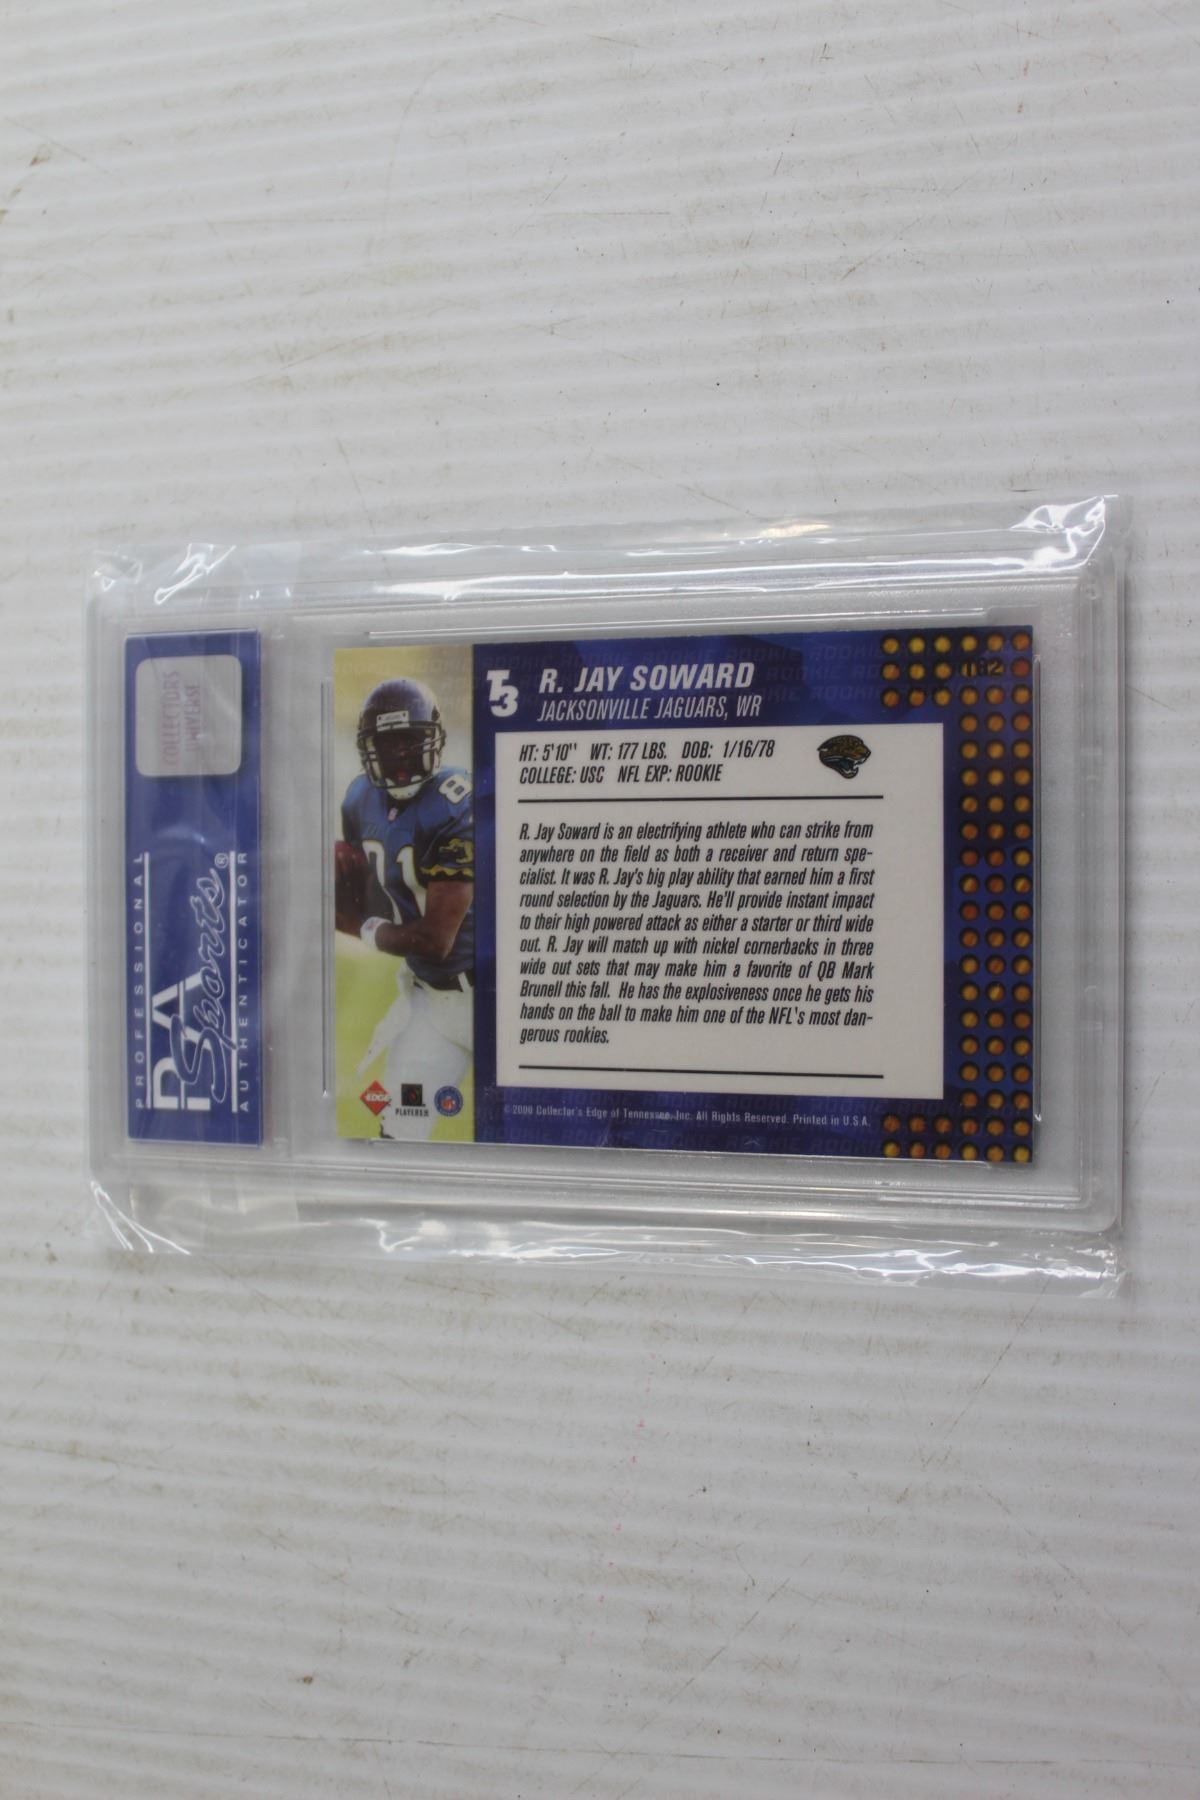 COLLECTORS
UNIVERSE
PROFESSIONAL
PSA
Sports®
AUTHENTICATOR
T3
R. JAY SOWARD
JACKSONVILLE JAGUARS, WR
182
HT: 5'10" WT: 177 LBS. DOB: 1/16/78
COLLEGE: USC NFL EXP: ROOKIE
R. Jay Soward is an electrifying athlete who can strike from
anywhere on the field as both a receiver and return spe-
cialist. It was R. Jay's big play ability that earned him a first
round selection by the Jaguars. He'll provide instant impact
to their high powered attack as either a starter or third wide
out. R. Jay will match up with nickel cornerbacks in three
wide out sets that may make him a favorite of QB Mark
Brunell this fall. He has the explosiveness once he gets his
hands on the ball to make him one of the NFL's most dan-
gerous rookies.
81
EDGE
PLAYERS INC
© 2000 Collector's Edge of Tennessee, Inc. All Rights Reserved. Printed in U.S.A.